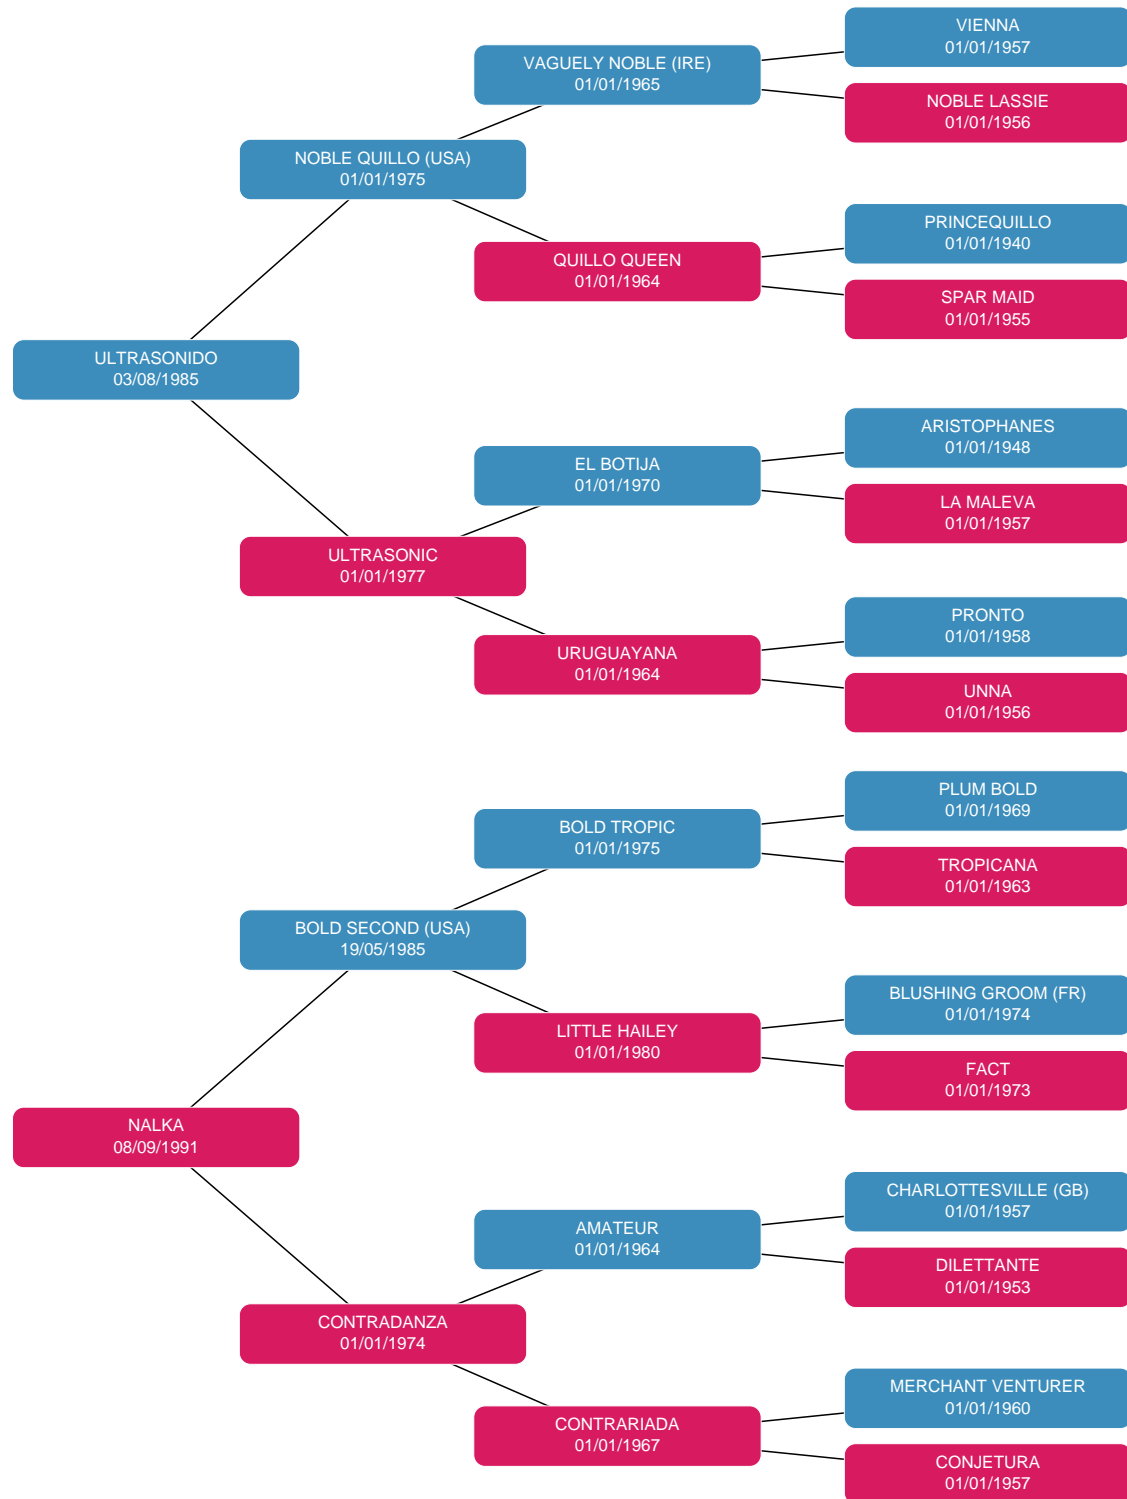 VIENNA
01/01/1957
VAGUELY NOBLE (IRE)
01/01/1965
NOBLE LASSIE
01/01/1956
NOBLE QUILLO (USA)
01/01/1975
PRINCEQUILLO
01/01/1940
QUILLO QUEEN
01/01/1964
SPAR MAID
01/01/1955
ULTRASONIDO
03/08/1985
ARISTOPHANES
01/01/1948
EL BOTIJA
01/01/1970
LA MALEVA
01/01/1957
ULTRASONIC
01/01/1977
PRONTO
01/01/1958
URUGUAYANA
01/01/1964
UNNA
01/01/1956
PLUM BOLD
01/01/1969
BOLD TROPIC
01/01/1975
TROPICANA
01/01/1963
BOLD SECOND (USA)
19/05/1985
BLUSHING GROOM (FR)
01/01/1974
LITTLE HAILEY
01/01/1980
FACT
01/01/1973
NALKA
08/09/1991
CHARLOTTESVILLE (GB)
01/01/1957
AMATEUR
01/01/1964
DILETTANTE
01/01/1953
CONTRADANZA
01/01/1974
MERCHANT VENTURER
01/01/1960
CONTRARIADA
01/01/1967
CONJETURA
01/01/1957